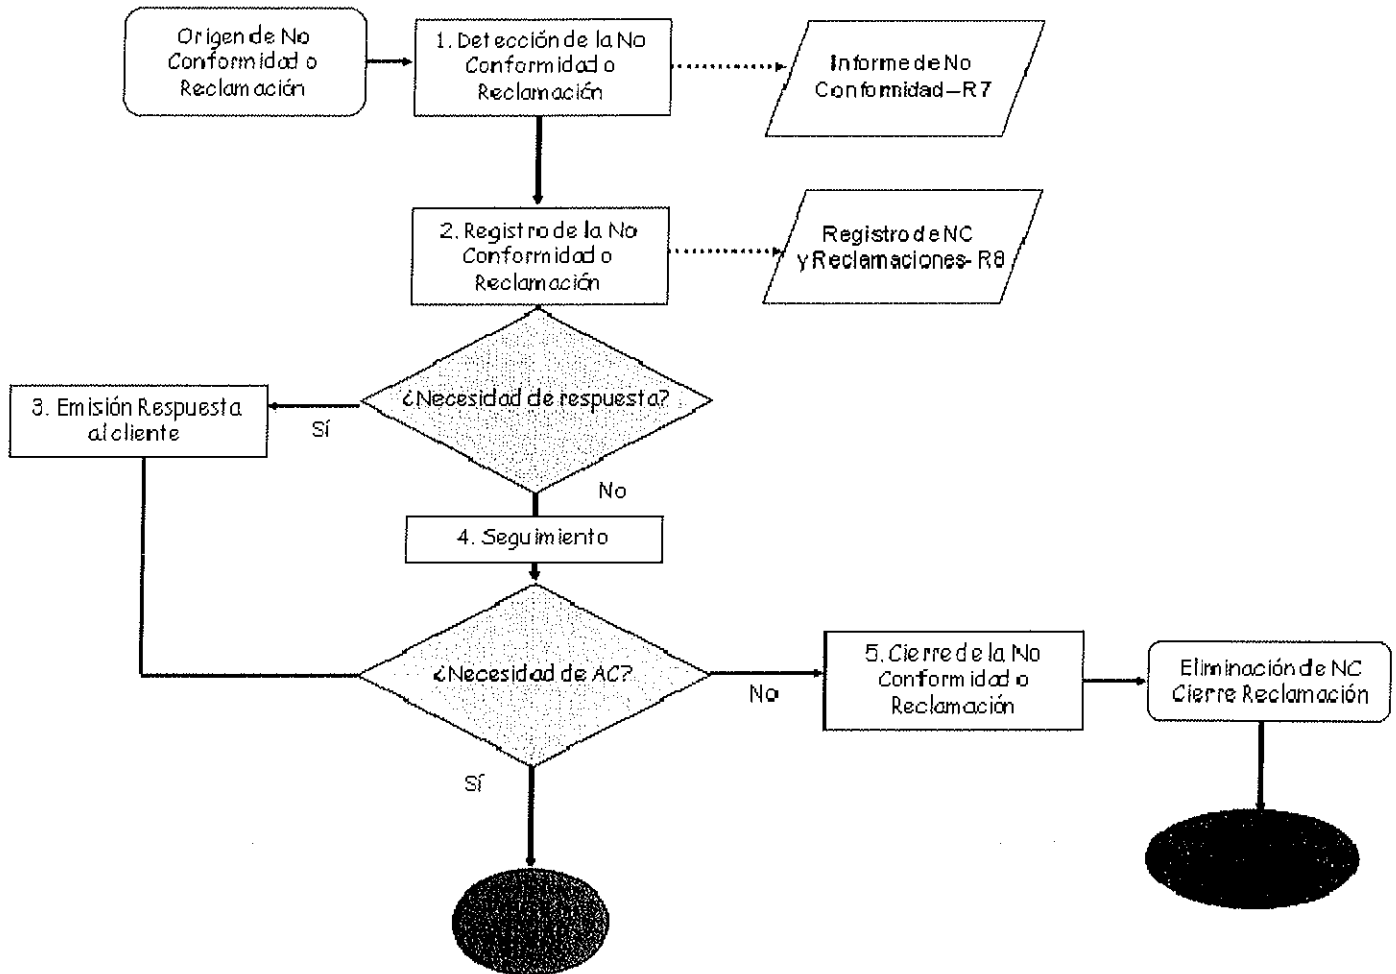 Origen de No
Conformidad o
Reclamación
1. Detección de la No
Conformidad o
Reclamación
Informe de No
Conformidad–R7
2. Registro de la No
Conformidad o
Reclamación
Registro de NC
y Reclamaciones- R8
¿Necesidad de respuesta?
3. Emisión Respuesta
al cliente
Sí
No
4. Seguimiento
¿Necesidad de AC?
No
5. Cierre de la No
Conformidad o
Reclamación
Eliminación de NC
Cierre Reclamación
Sí